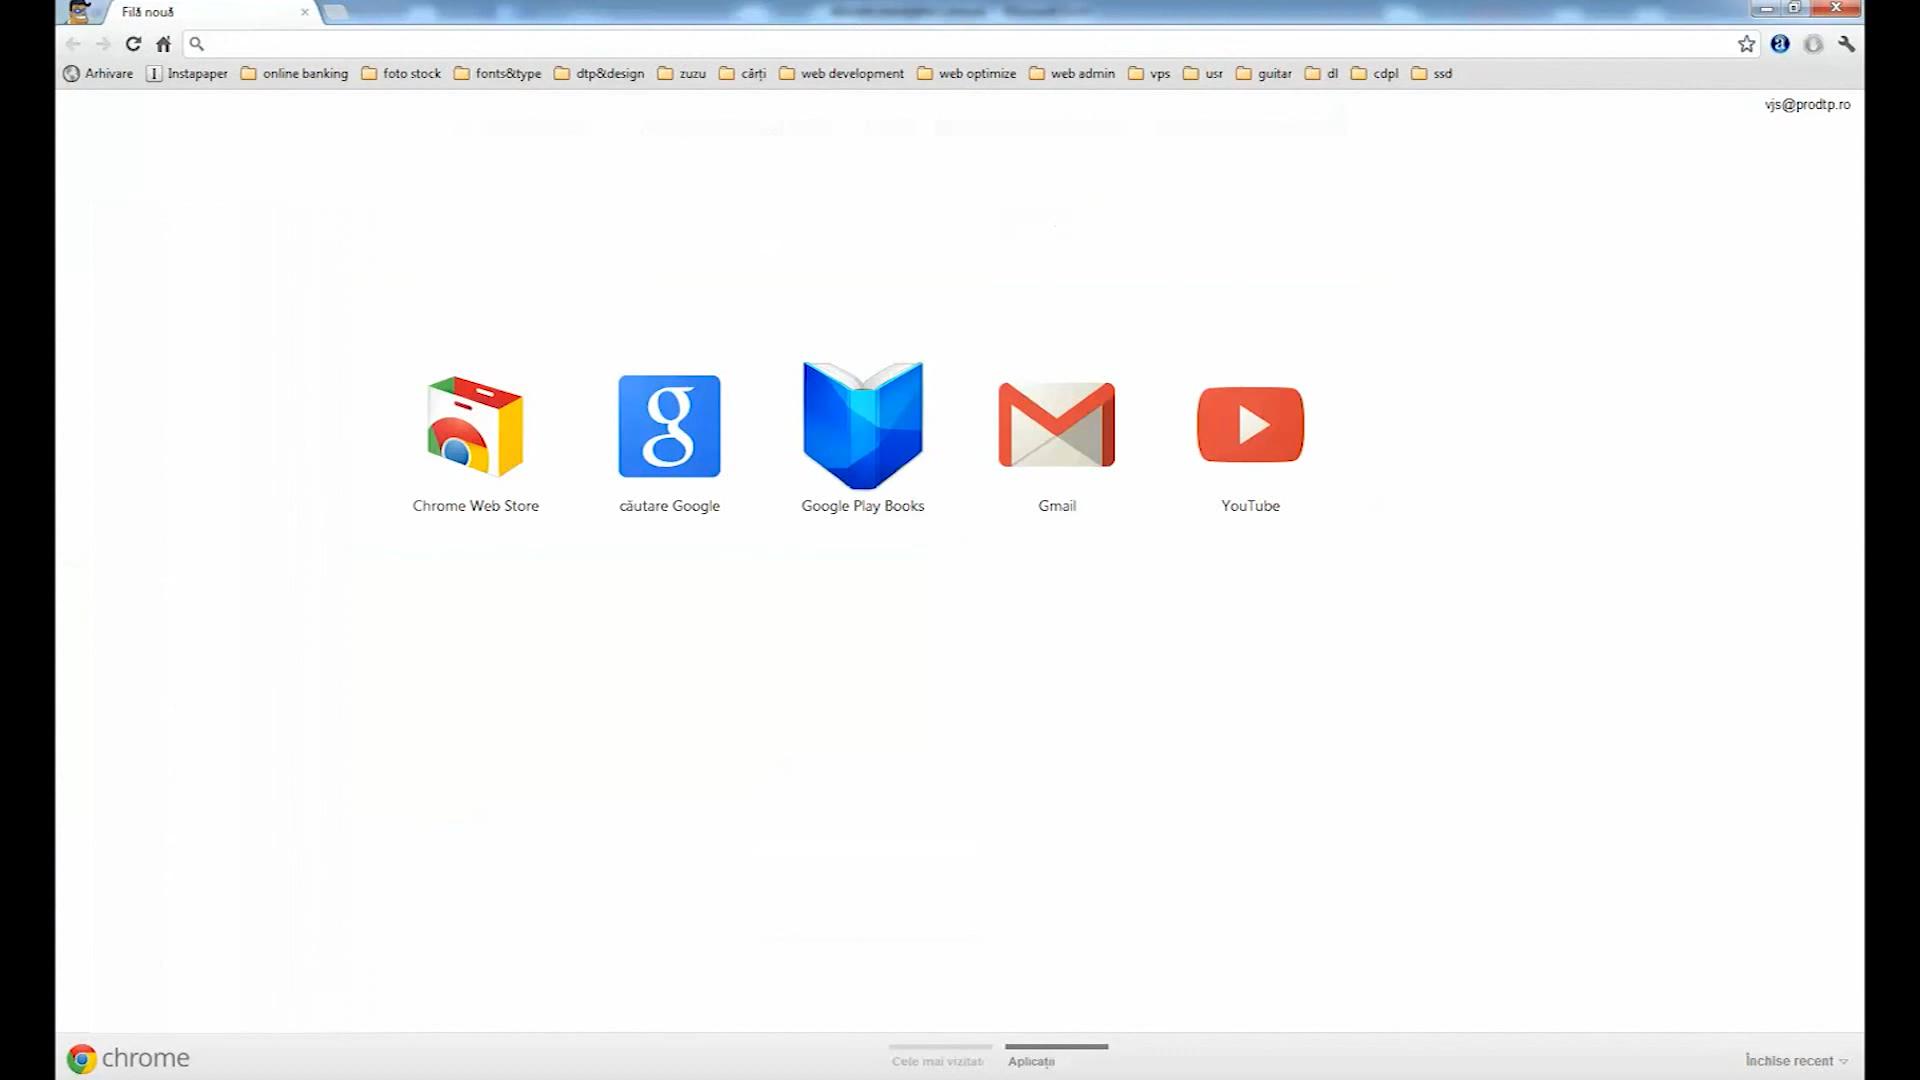 Filă nouă
Arhivare Instapaper online banking foto stock fonts&type dtp&design zuzu cărți web development web optimize web admin vps usr guitar dl cdpl ssd
vjs@prodtp.ro
Chrome Web Store căutare Google Google Play Books Gmail YouTube
chrome Cele mai vizitate Aplicații Închise recent